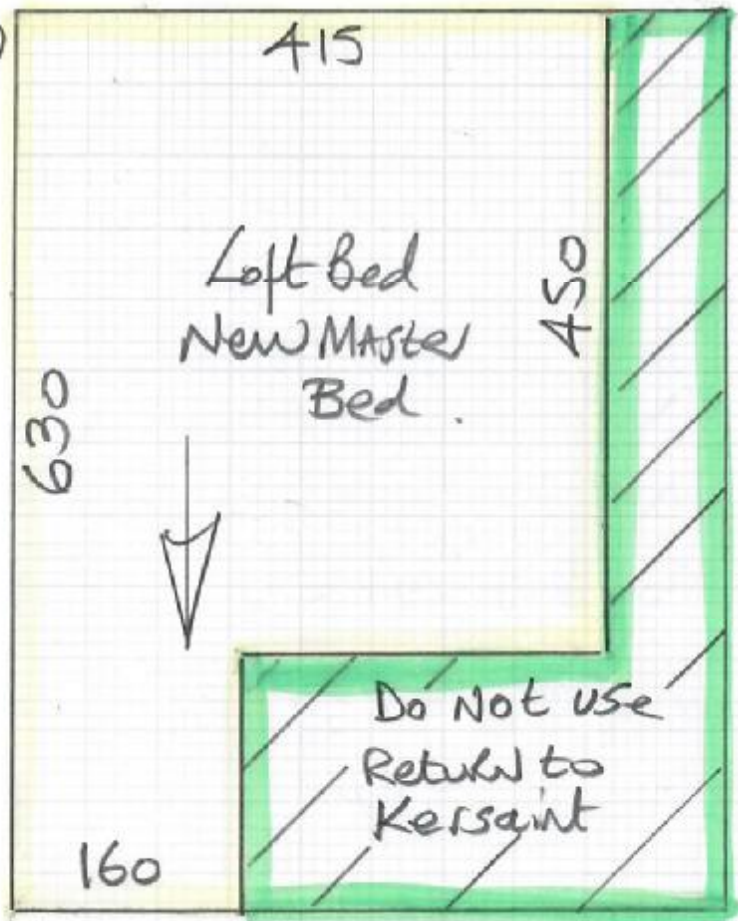 415
Loft Bed
New Master
Bed.
450
630
Do Not use
Return to
Kersaint
160